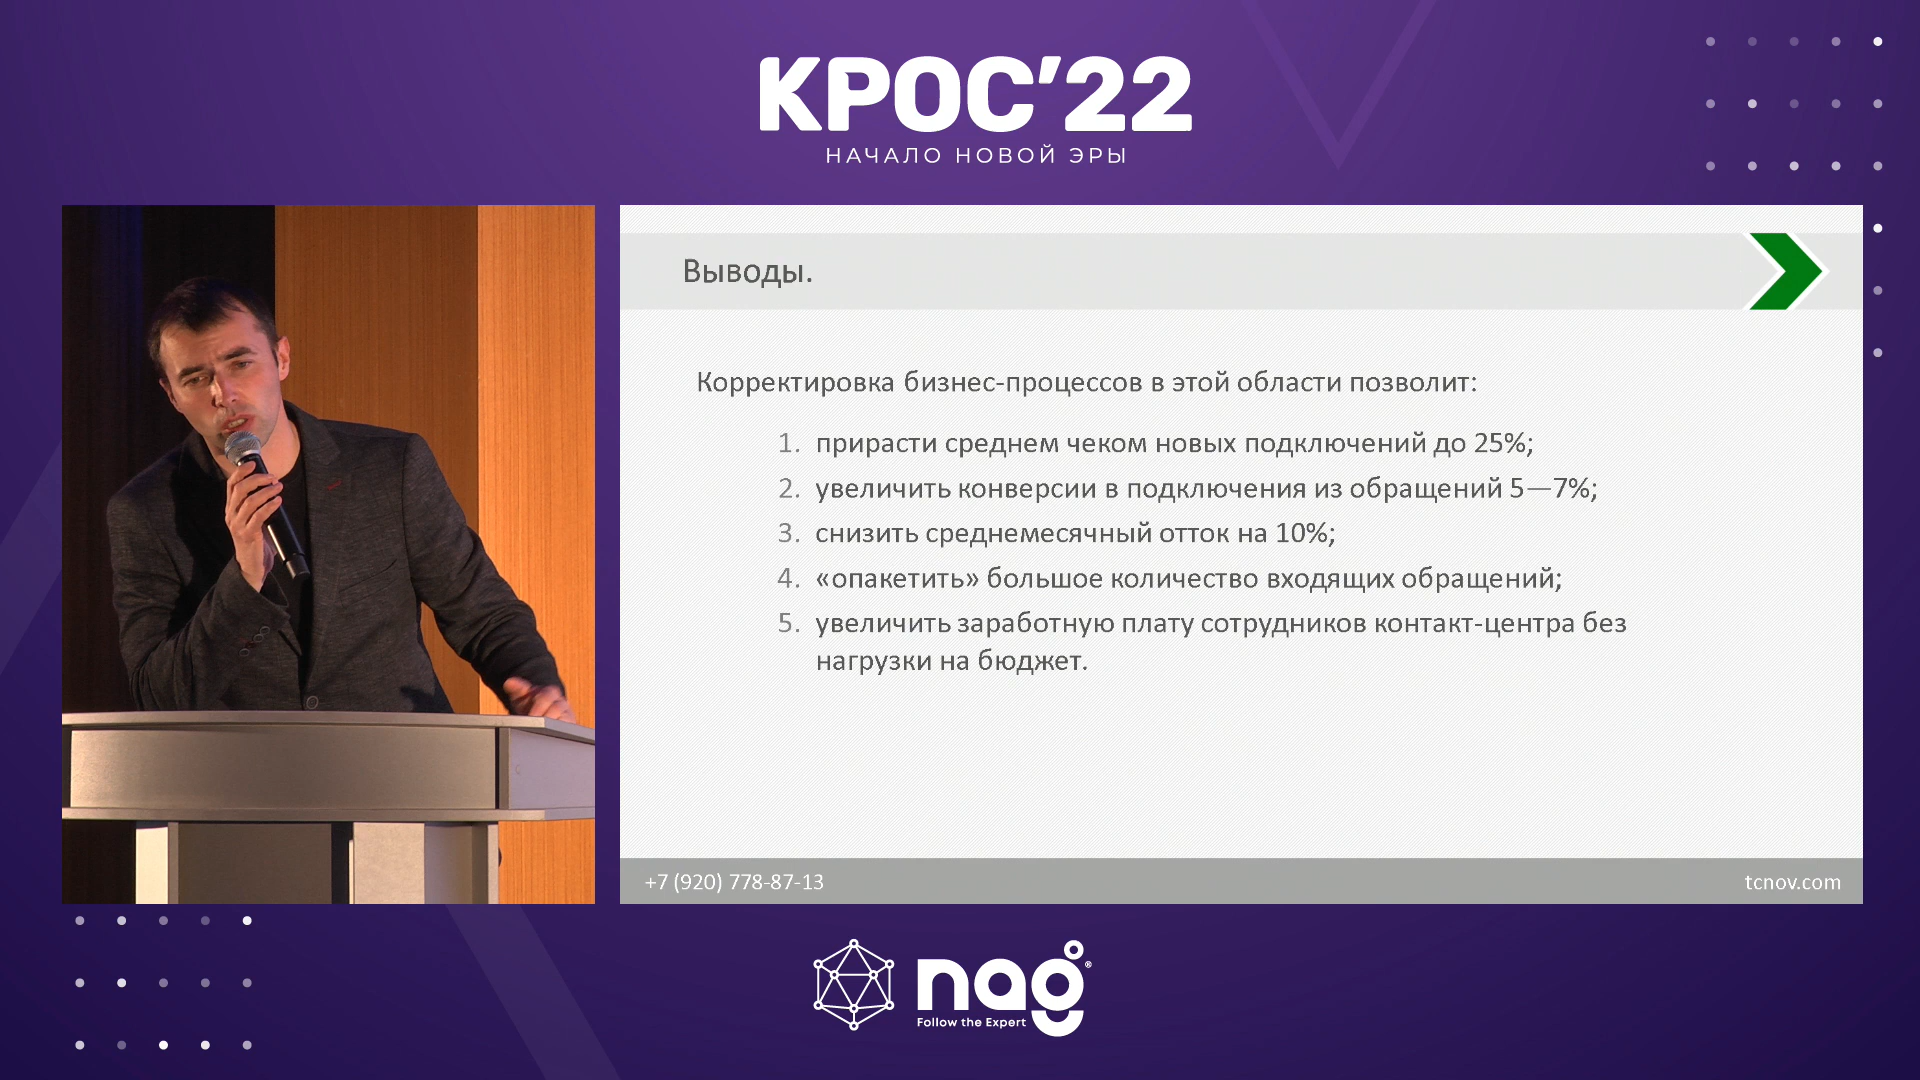 КРОС’22
НАЧАЛО НОВОЙ ЭРЫ
Выводы.
Корректировка бизнес-процессов в этой области позволит:
1. прирасти среднем чеком новых подключений до 25%;
2. увеличить конверсии в подключения из обращений 5—7%;
3. снизить среднемесячный отток на 10%;
4. «опакетить» большое количество входящих обращений;
5. увеличить заработную плату сотрудников контакт-центра без
нагрузки на бюджет.
+7 (920) 778-87-13
tcnov.com
nag®
Follow the Expert